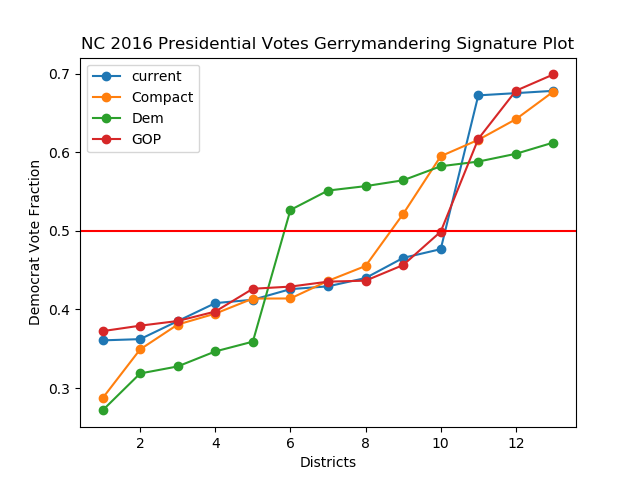 NC 2016 Presidential Votes Gerrymandering Signature Plot
current
Compact
Dem
GOP
0.7
0.6
0.5
0.4
0.3
Democrat Vote Fraction
2 4 6 8 10 12
Districts